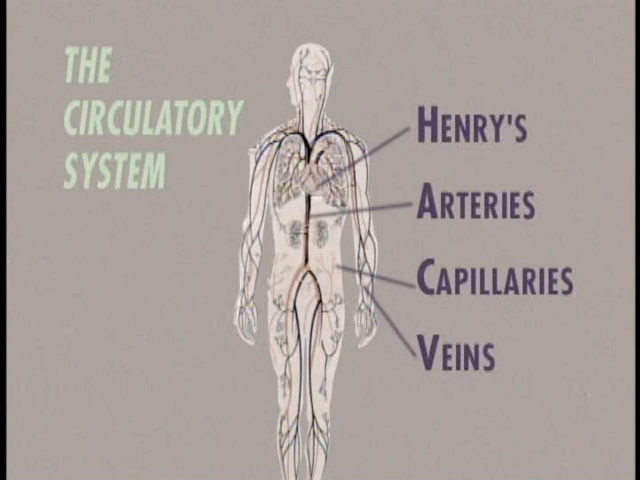 THE
CIRCULATORY
SYSTEM
HENRY'S
ARTERIES
CAPILLARIES
VEINS